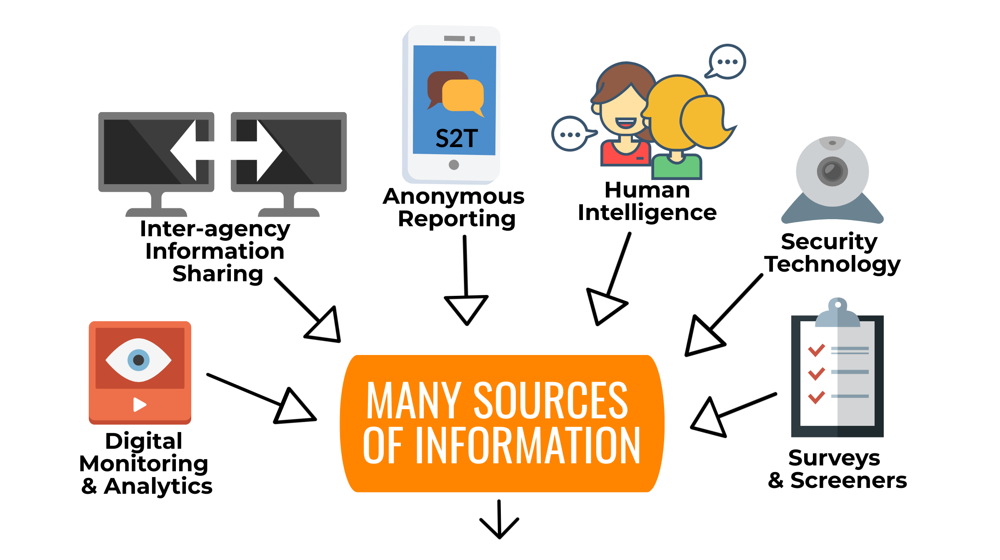 S2T
Anonymous
Reporting
Human
Intelligence
Inter-agency
Information
Sharing
Security
Technology
Digital
Monitoring
& Analytics
MANY SOURCES
OF INFORMATION
Surveys
& Screeners